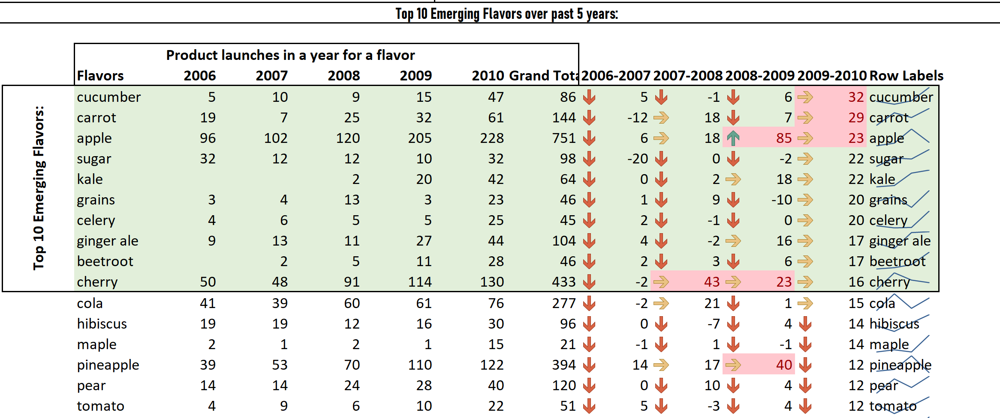 Top 10 Emerging Flavors over past 5 years:
Product launches in a year for a flavor
Flavors 2006 2007 2008 2009 2010 Grand Tota 2006-2007 2007-2008 2008-2009 2009-2010 Row Labels
Top 10 Emerging Flavors:
cucumber 5 10 9 15 47 86 5 -1 6 32 cucumber
carrot 19 7 25 32 61 144 -12 18 7 29 carrot
apple 96 102 120 205 228 751 6 18 85 23 apple
sugar 32 12 12 10 32 98 -20 0 -2 22 sugar
kale 2 20 42 64 0 2 18 22 kale
grains 3 4 13 3 23 46 1 9 -10 20 grains
celery 4 6 5 5 25 45 2 -1 0 20 celery
ginger ale 9 13 11 27 44 104 4 -2 16 17 ginger ale
beetroot 2 5 11 28 46 2 3 6 17 beetroot
cherry 50 48 91 114 130 433 -2 43 23 16 cherry
cola 41 39 60 61 76 277 -2 21 1 15 cola
hibiscus 19 19 12 16 30 96 0 -7 4 14 hibiscus
maple 2 1 2 1 15 21 -1 1 -1 14 maple
pineapple 39 53 70 110 122 394 14 17 40 12 pineapple
pear 14 14 24 28 40 120 0 10 4 12 pear
tomato 4 9 6 10 22 51 5 -3 4 12 tomato